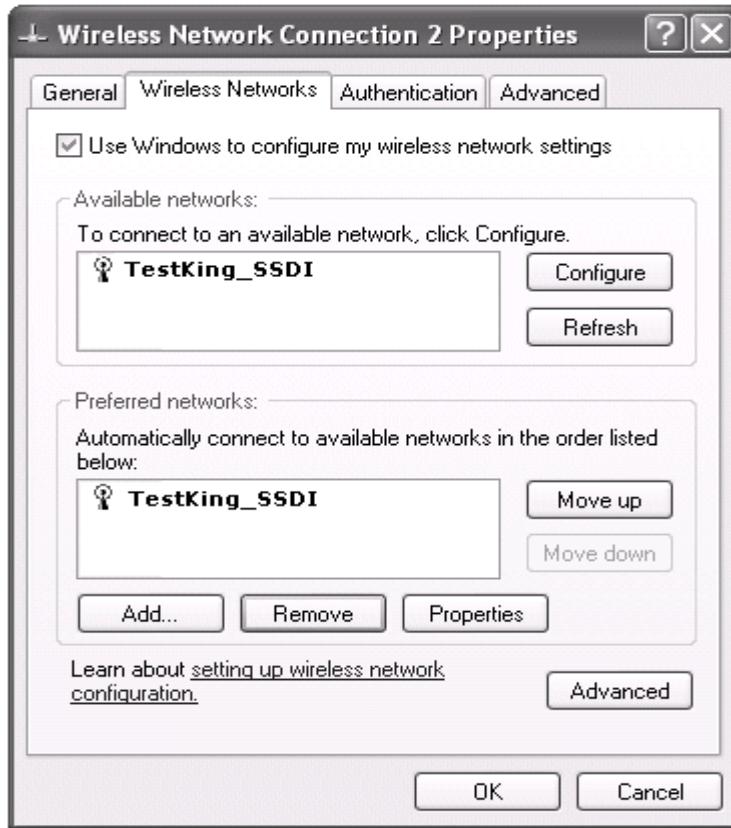 Wireless Network Connection 2 Properties
General Wireless Networks Authentication Advanced
Use Windows to configure my wireless network settings
Available networks:
To connect to an available network, click Configure.
TestKing_SSDI
Configure
Refresh
Preferred networks:
Automatically connect to available networks in the order listed
below:
TestKing_SSDI
Move up
Move down
Add... Remove Properties
Learn about setting up wireless network
configuration.
Advanced
OK Cancel